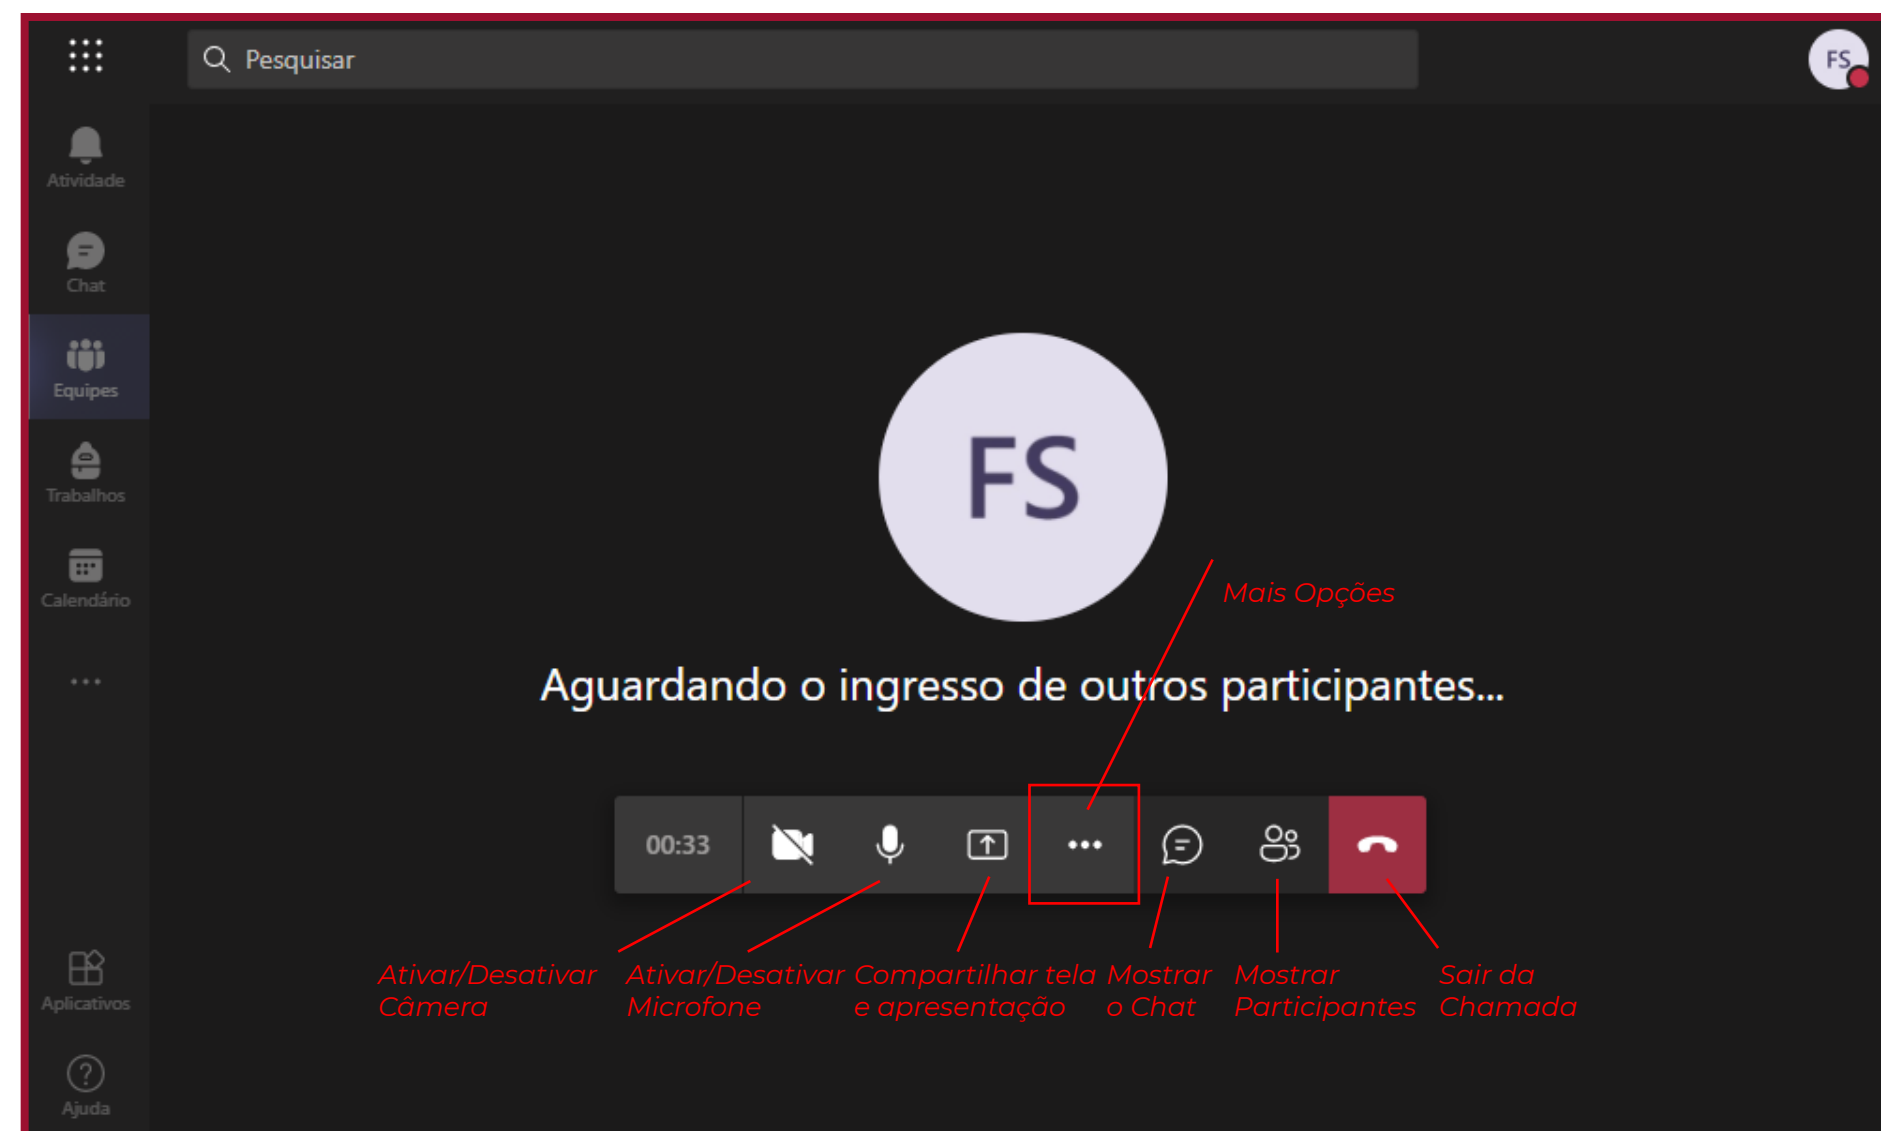 Pesquisar
FS
Atividade
Chat
Equipes
Trabalhos
Calendário
FS
Mais Opções
Aguardando o ingresso de outros participantes...
00:33
Ativar/Desativar
Câmera
Ativar/Desativar
Microfone
Compartilhar tela
e apresentação
Mostrar
o Chat
Mostrar
Participantes
Sair da
Chamada
Aplicativos
Ajuda